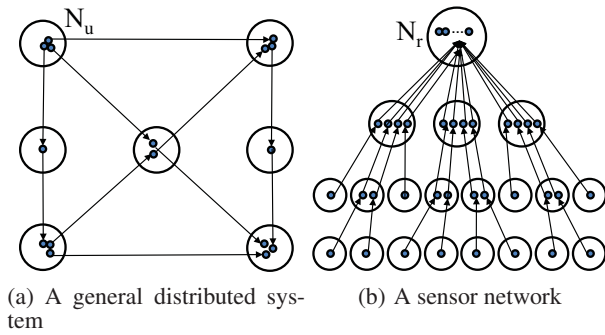 N_u
N_r
(a) A general distributed sys-
tem
(b) A sensor network